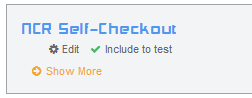 NCR Self-Checkout
Edit Include to test
Show More